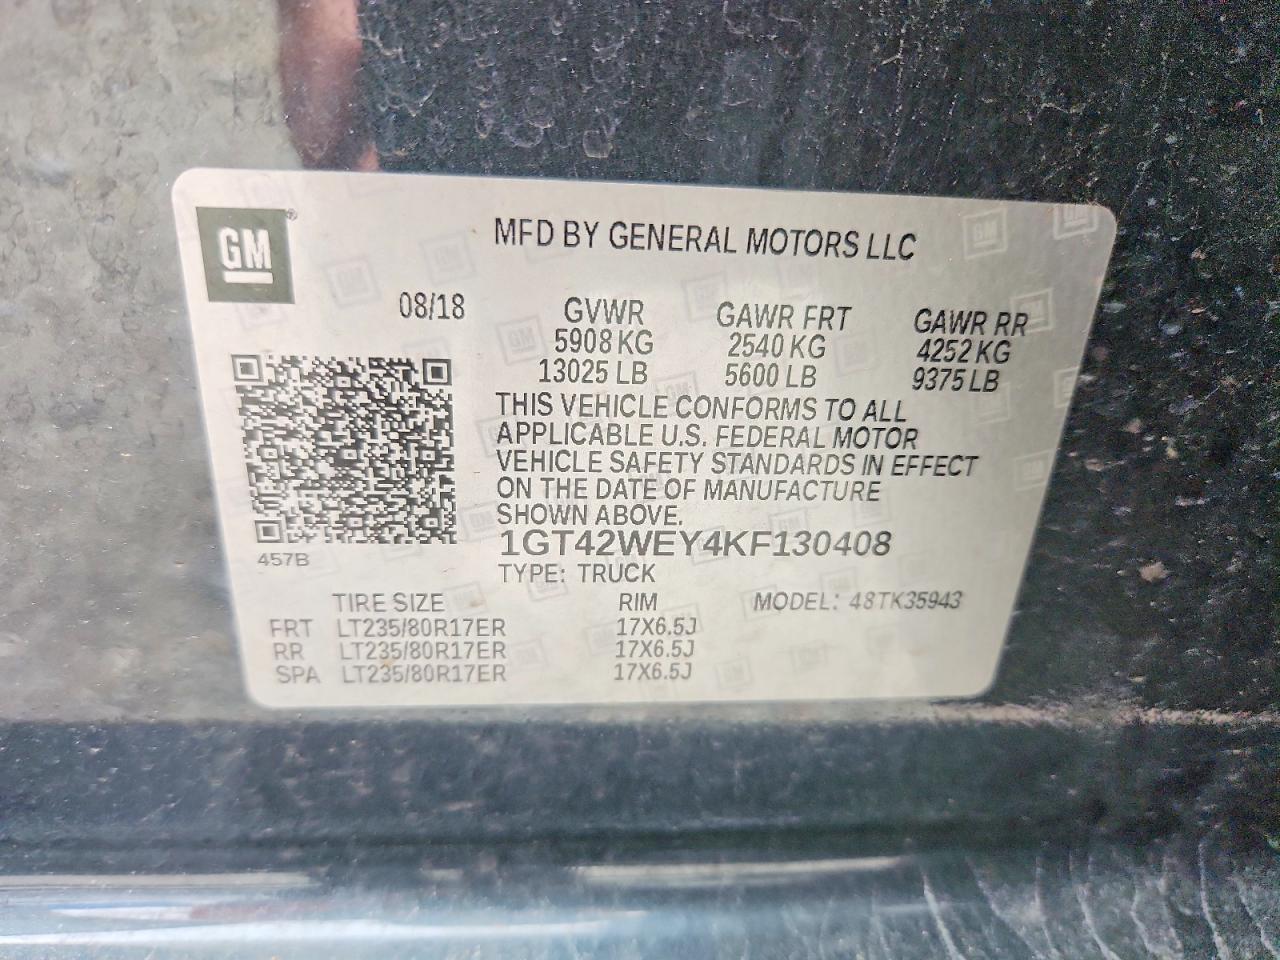 GM®
MFD BY GENERAL MOTORS LLC
08/18 GVWR GAWR FRT GAWR RR
5908 KG 2540 KG 4252 KG
13025 LB 5600 LB 9375 LB
THIS VEHICLE CONFORMS TO ALL
APPLICABLE U.S. FEDERAL MOTOR
VEHICLE SAFETY STANDARDS IN EFFECT
ON THE DATE OF MANUFACTURE
SHOWN ABOVE.
1GT42WEY4KF130408
457B
TYPE: TRUCK
TIRE SIZE RIM MODEL: 48TK35943
FRT LT235/80R17ER 17X6.5J
RR LT235/80R17ER 17X6.5J
SPA LT235/80R17ER 17X6.5J